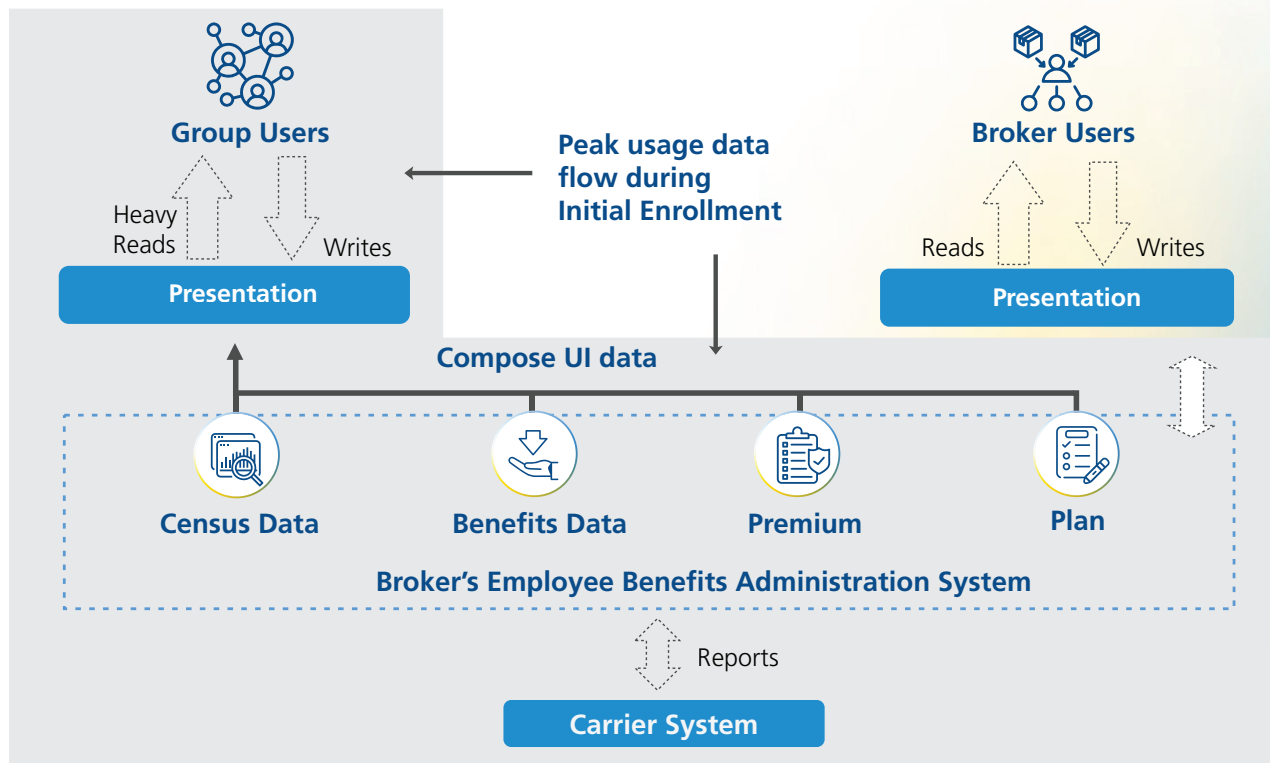 Group Users
Broker Users
Peak usage data
flow during
Initial Enrollment
Heavy
Reads
Writes
Reads
Writes
Presentation
Presentation
Compose UI data
Census Data
Benefits Data
Premium
Plan
Broker’s Employee Benefits Administration System
Reports
Carrier System